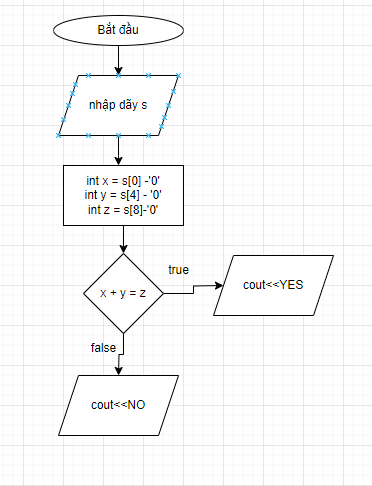 Bắt đầu
nhập dãy s
int x = s[0] -'0'
int y = s[4] - '0'
int z = s[8]-'0'
x + y = z
true
cout<<YES
false
cout<<NO